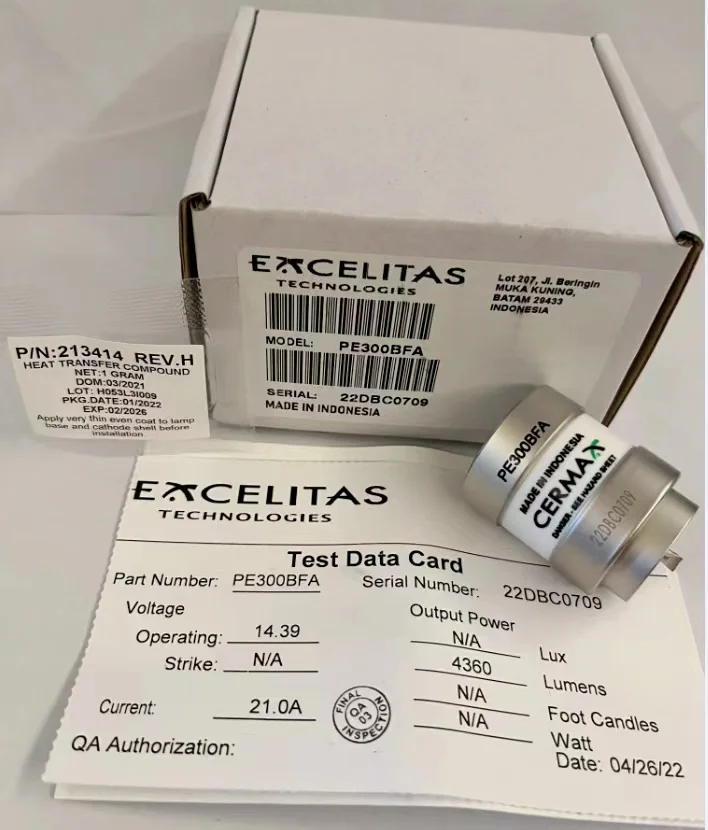 EXCELITAS
TECHNOLOGIES
Lot 207, Jl. Beringin
MUKA KUNING,
BATAM 29433
INDONESIA
MODEL: PE300BFA
SERIAL: 22DBC0709
MADE IN INDONESIA
P/N:213414 REV.H
HEAT TRANSFER COMPOUND
NET:1 GRAM
DOM:03/2021
LOT: H053L3I009
PKG.DATE:01/2022
EXP:02/2026
Apply very thin even coat to lamp
base and cathode shell before
installation
PE300BFA
MADE IN INDONESIA
CERMAX
DANGER - SEE HAZARD SHEET
22DBC0709
EXCELITAS
TECHNOLOGIES
Test Data Card
Part Number: PE300BFA Serial Number: 22DBC0709
Voltage Output Power
Operating: 14.39 N/A Lux
Strike: N/A 4360 Lumens
Current: 21.0A N/A Foot Candles
N/A Watt
FINAL INSPECTION
QA
03
QA Authorization: Date: 04/26/22